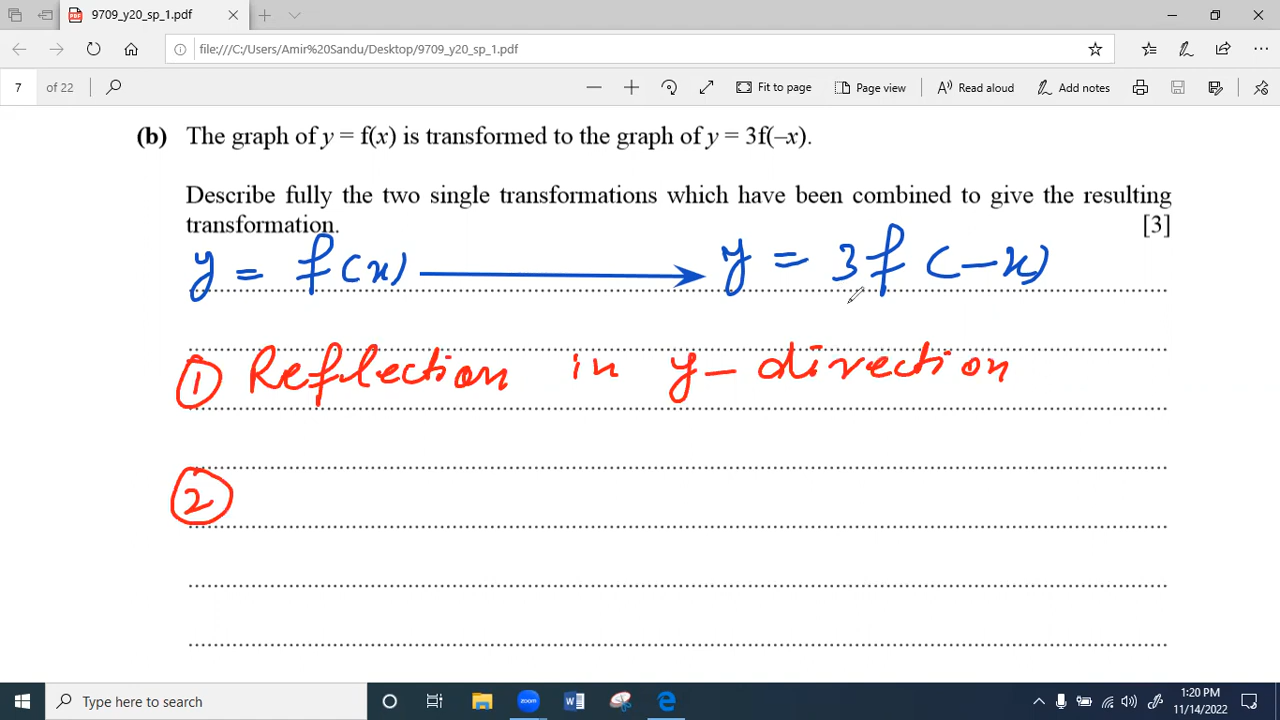 9709_y20_sp_1.pdf
file:///C:/Users/Amir%20Sandu/Desktop/9709_y20_sp_1.pdf
7 of 22 Fit to page Page view Read aloud Add notes
(b) The graph of y = f(x) is transformed to the graph of y = 3f(–x).
Describe fully the two single transformations which have been combined to give the resulting
transformation. [3]
y = f(x) y = 3f(-x)
1 Reflection in y-direction
2
Type here to search
zoom
1:20 PM
11/14/2022